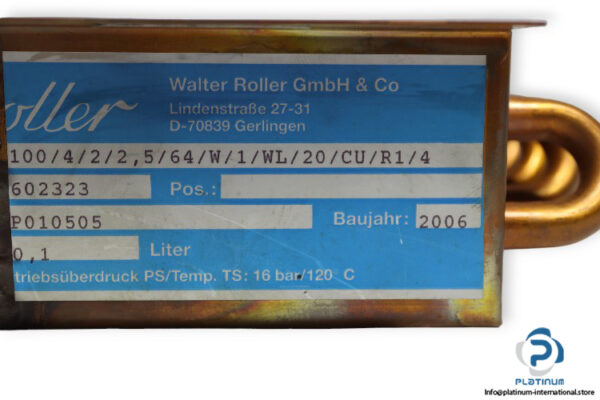 Walter Roller GmbH & Co
oller
Lindenstraße 27-31
D-70839 Gerlingen
100/4/2/2,5/64/W/1/WL/20/CU/R1/4
602323 Pos.:
P010505 Baujahr: 2006
0,1 Liter
triebsüberdruck PS/Temp. TS: 16 bar/120 °C
PLATINUM
Info@platinum-international.store